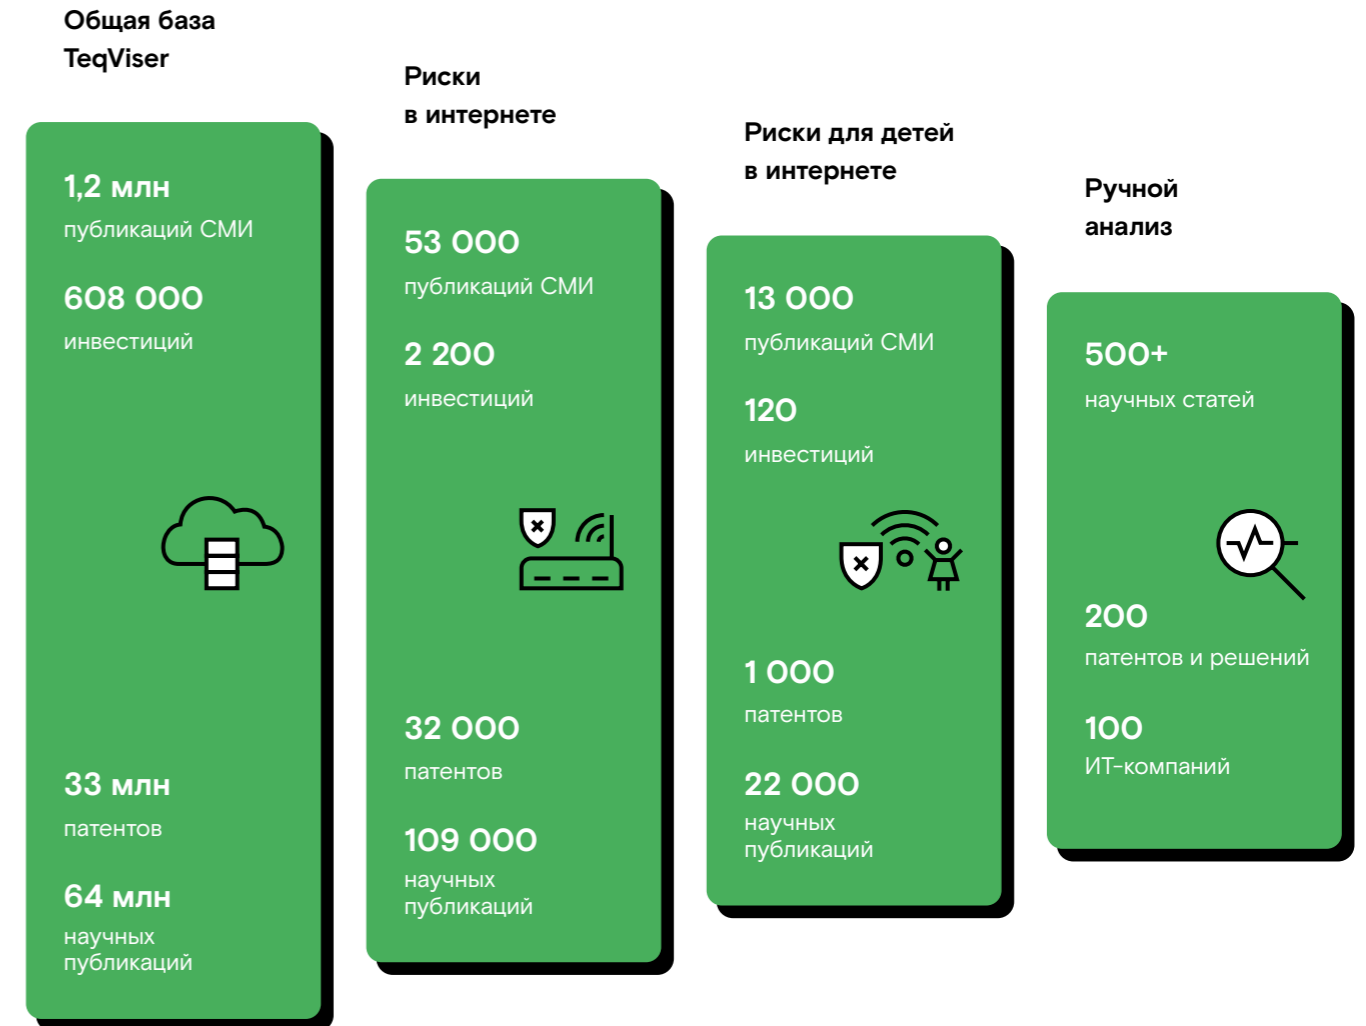 Общая база
TeqViser
1,2 млн
публикаций СМИ
608 000
инвестиций
33 млн
патентов
64 млн
научных
публикаций
Риски
в интернете
53 000
публикаций СМИ
2 200
инвестиций
32 000
патентов
109 000
научных
публикаций
Риски для детей
в интернете
13 000
публикаций СМИ
120
инвестиций
1 000
патентов
22 000
научных
публикаций
Ручной
анализ
500+
научных статей
200
патентов и решений
100
ИТ-компаний